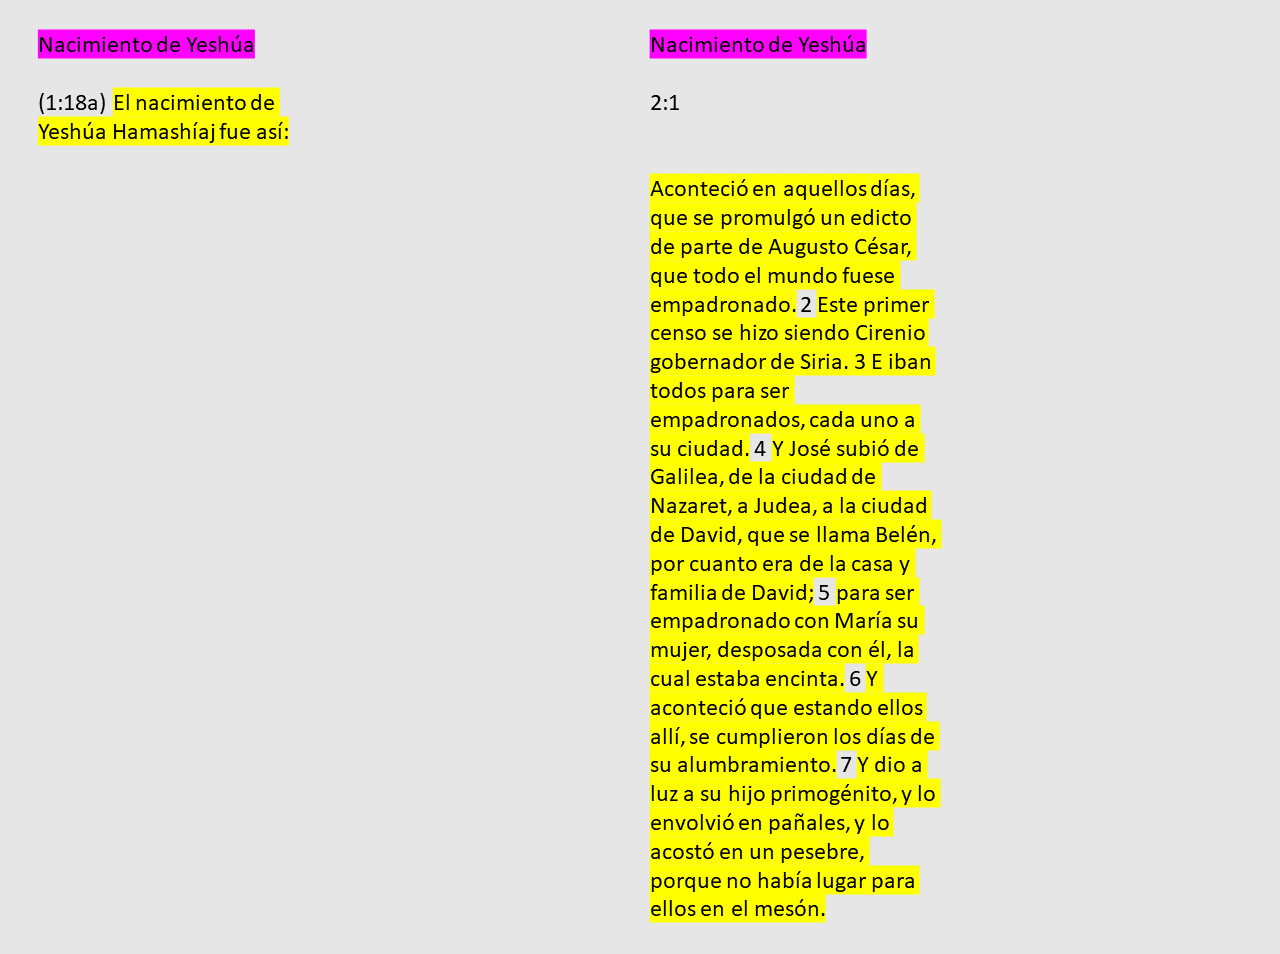 Nacimiento de Yeshúa
(1:18a) El nacimiento de
Yeshúa Hamashíaj fue así:
Nacimiento de Yeshúa
2:1
Aconteció en aquellos días,
que se promulgó un edicto
de parte de Augusto César,
que todo el mundo fuese
empadronado. 2 Este primer
censo se hizo siendo Cirenio
gobernador de Siria. 3 E iban
todos para ser
empadronados, cada uno a
su ciudad. 4 Y José subió de
Galilea, de la ciudad de
Nazaret, a Judea, a la ciudad
de David, que se llama Belén,
por cuanto era de la casa y
familia de David; 5 para ser
empadronado con María su
mujer, desposada con él, la
cual estaba encinta. 6 Y
aconteció que estando ellos
allí, se cumplieron los días de
su alumbramiento. 7 Y dio a
luz a su hijo primogénito, y lo
envolvió en pañales, y lo
acostó en un pesebre,
porque no había lugar para
ellos en el mesón.